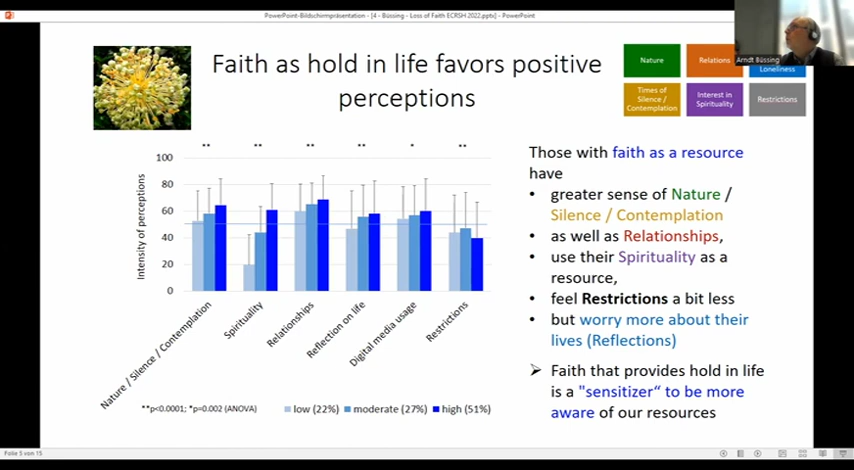 PowerPoint-Bildschirmpräsentation - [4 - Büssing - Loss of Faith ECRSH 2022.pptx] - PowerPoint
Arndt Büssing
Faith as hold in life favors positive
perceptions
Nature
Relations
Loneliness
Times of
Silence /
Contemplation
Interest in
Spirituality
Restrictions
** ** ** ** * **
Intensity of perceptions
100
80
60
40
20
0
Nature / Silence / Contemplation
Spirituality
Relationships
Reflection on life
Digital media usage
Restrictions
**p<0.0001; *p=0.002 (ANOVA)
low (22%) moderate (27%) high (51%)
Those with faith as a resource
have
• greater sense of Nature /
Silence / Contemplation
• as well as Relationships,
• use their Spirituality as a
resource,
• feel Restrictions a bit less
• but worry more about their
lives (Reflections)
➢ Faith that provides hold in life
is a "sensitizer“ to be more
aware of our resources
Folie 5 von 15